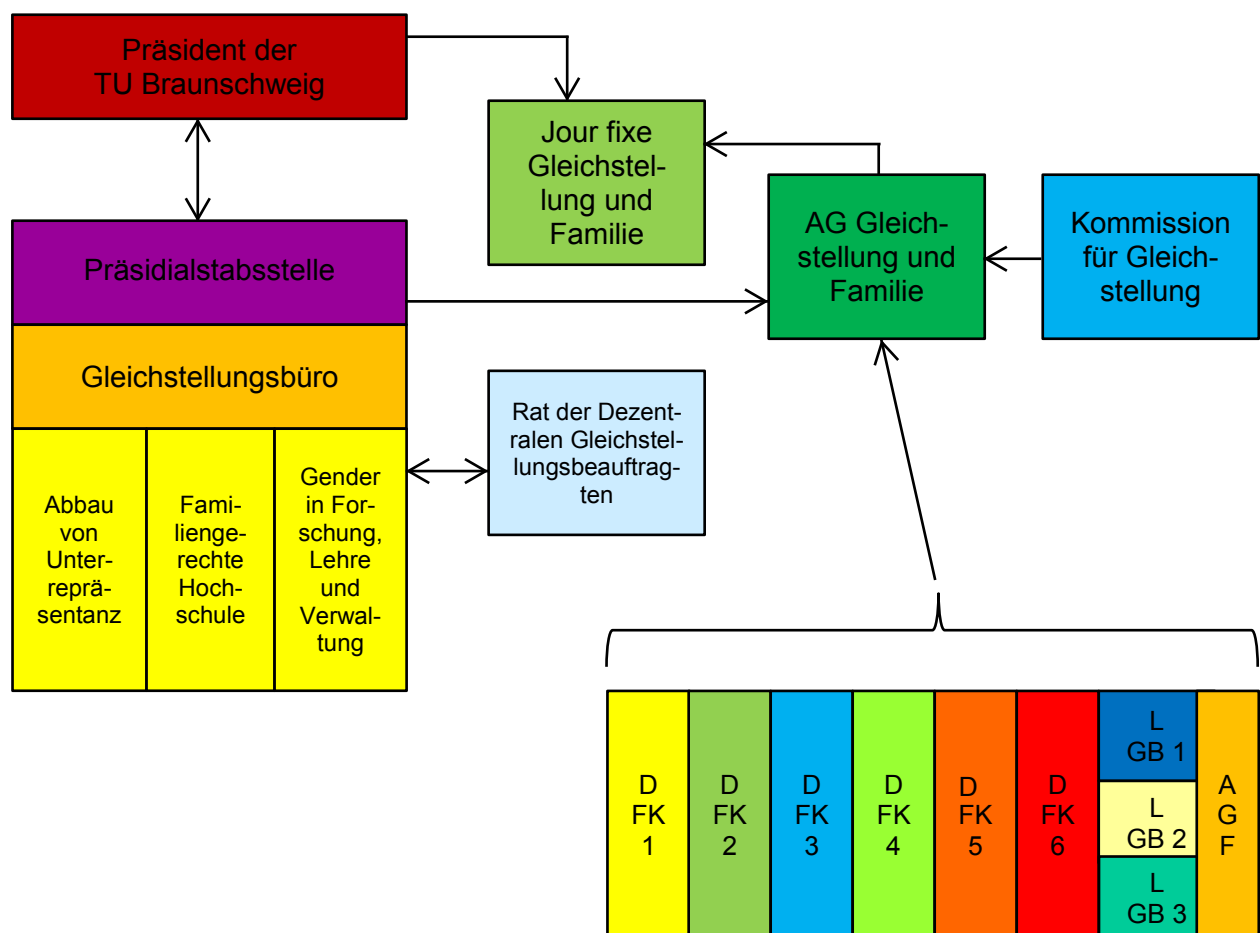 Präsident der
TU Braunschweig
Jour fixe
Gleichstel-
lung und
Familie
AG Gleich-
stellung und
Familie
Kommission
für Gleich-
stellung
Präsidialstabsstelle
Gleichstellungsbüro
Rat der Dezent-
ralen Gleichstel-
lungsbeauftrag-
ten
Abbau
von
Unter-
repräs-
sentanz
Famil-
liengе-
rechte
Hoch-
schule
Gender
in For-
schung,
Lehre
und
Verwal-
tung
D
FK
1
D
FK
2
D
FK
3
D
FK
4
D
FK
5
D
FK
6
L
GB 1
L
GB 2
L
GB 3
A
G
F